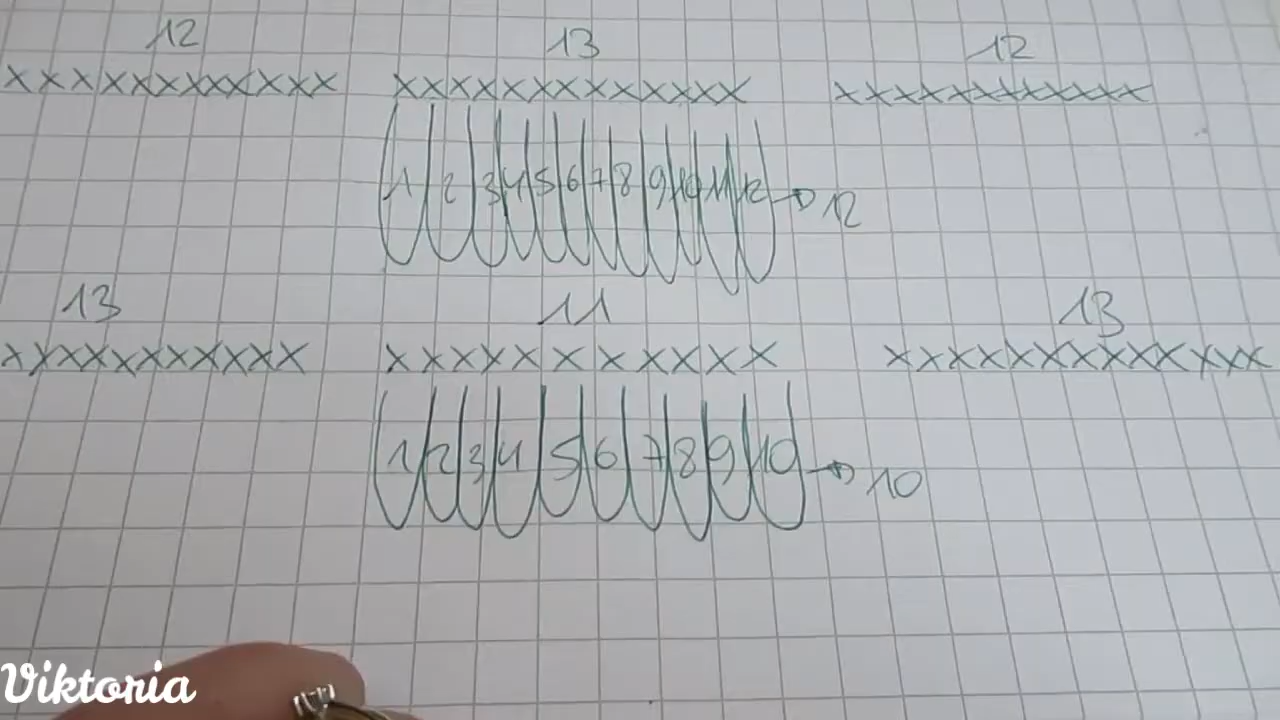 12 13 12
xxxxxxxxxxxx xxxxxxxxxxxxx xxxxxxxxxxxx
1 2 3 4 5 6 7 8 9 10 11 12 → 12
13 11 13
xxxxxxxxxxx xxxxxxxxxxx xxxxxxxxxxxxx
1 2 3 4 5 6 7 8 9 10 → 10
Viktoria